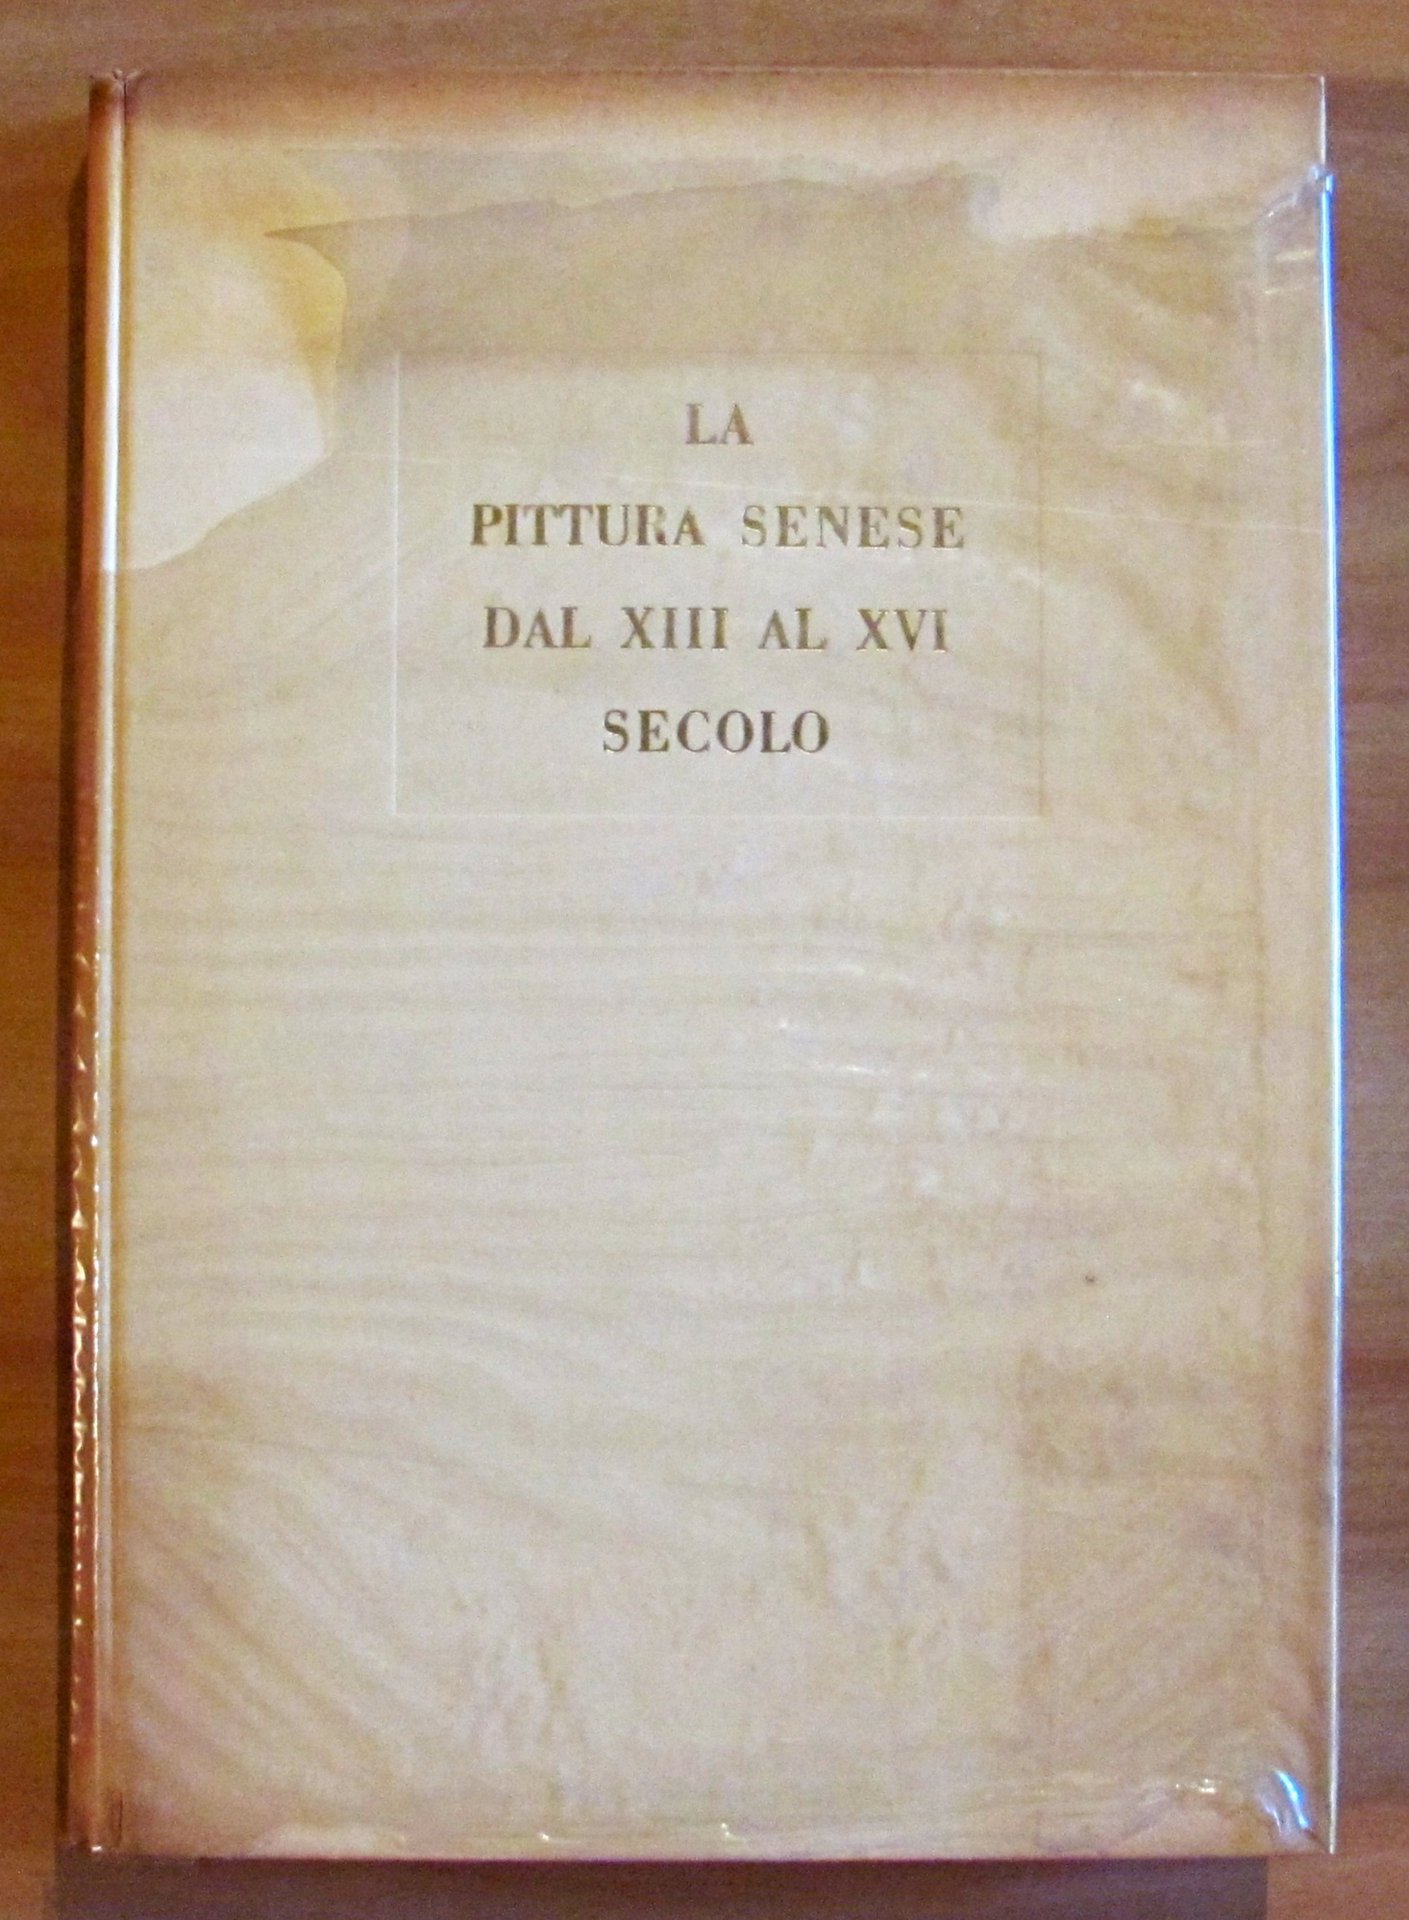 LA
PITTURA SENESE
DAL XIII AL XVI
SECOLO